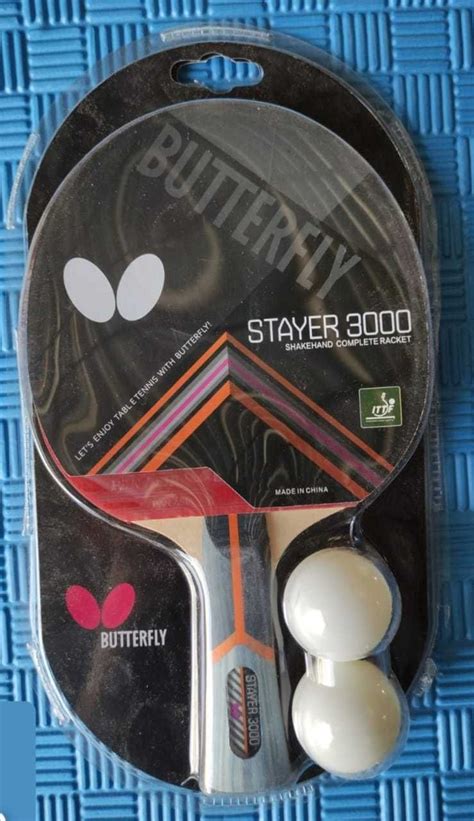 BUTTERFLY
STAYER 3000
SHAKEHAND COMPLETE RACKET
LET'S ENJOY TABLE TENNIS WITH BUTTERFLY!
ITTF
MADE IN CHINA
BUTTERFLY
STAYER 3000